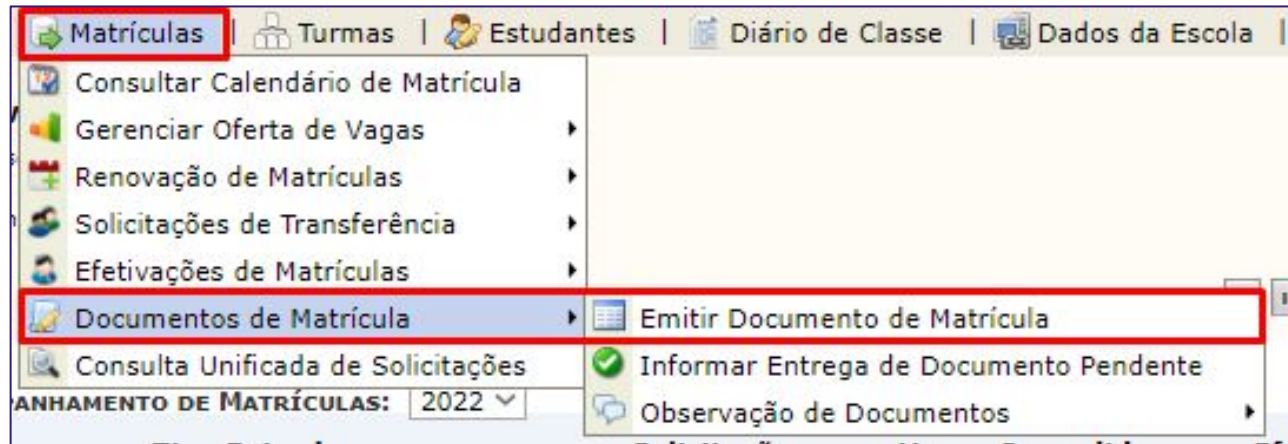 Matrículas | Turmas | Estudantes | Diário de Classe | Dados da Escola |
Consultar Calendário de Matrícula
Gerenciar Oferta de Vagas
Renovação de Matrículas
Solicitações de Transferência
Efetivações de Matrículas
Documentos de Matrícula
Emitir Documento de Matrícula
Consulta Unificada de Solicitações
Informar Entrega de Documento Pendente
ANHAMENTO DE MATRÍCULAS: 2022
Observação de Documentos